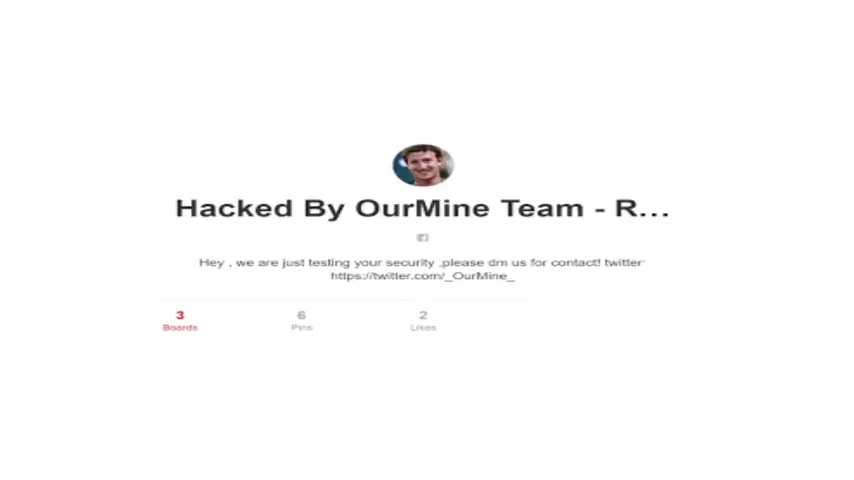 Hacked By OurMine Team - R...
Hey , we are just testing your security ,please dm us for contact! twitter
https://twitter.com/_OurMine_
3 6 2
Boards Pins Likes